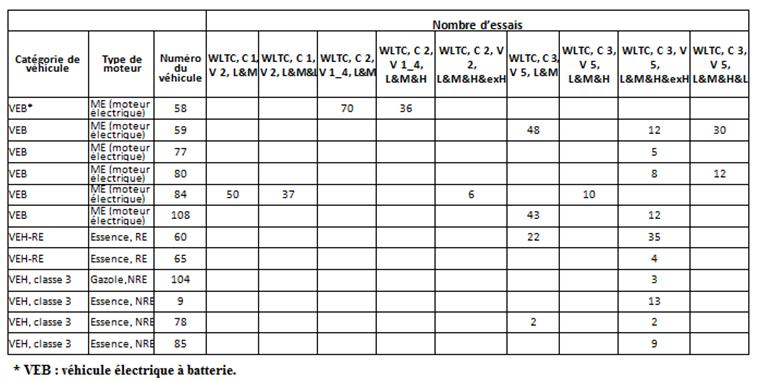 Nombre d'essais
Catégorie de véhicule | Type de moteur | Numéro du véhicule | WLTC, C 1, V 2, L&M | WLTC, C 1, V 2, L&M&L | WLTC, C 2, V 1_4, L&M | WLTC, C 2, V 1_4, L&M&H | WLTC, C 2, V 2, L&M&H&exH | WLTC, C 3, V 5, L&M | WLTC, C 3, V 5, L&M&H | WLTC, C 3, V 5, L&M&H&exH | WLTC, C 3, V 5, L&M&H&L
VEB* | ME (moteur électrique) | 58 | | | 70 | 36 | | | | |
VEB | ME (moteur électrique) | 59 | | | | | | 48 | | 12 | 30
VEB | ME (moteur électrique) | 77 | | | | | | | | 5 |
VEB | ME (moteur électrique) | 80 | | | | | | | | 8 | 12
VEB | ME (moteur électrique) | 84 | 50 | 37 | | | 6 | | 10 | |
VEB | ME (moteur électrique) | 108 | | | | | | 43 | | 12 |
VEH-RE | Essence, RE | 60 | | | | | | 22 | | 35 |
VEH-RE | Essence, RE | 65 | | | | | | | | 4 |
VEH, classe 3 | Gazole,NRE | 104 | | | | | | | | 3 |
VEH, classe 3 | Essence, NRE | 9 | | | | | | | | 13 |
VEH, classe 3 | Essence, NRE | 78 | | | | | | 2 | | 2 |
VEH, classe 3 | Essence, NRE | 85 | | | | | | | | 9 |
* VEB : véhicule électrique à batterie.